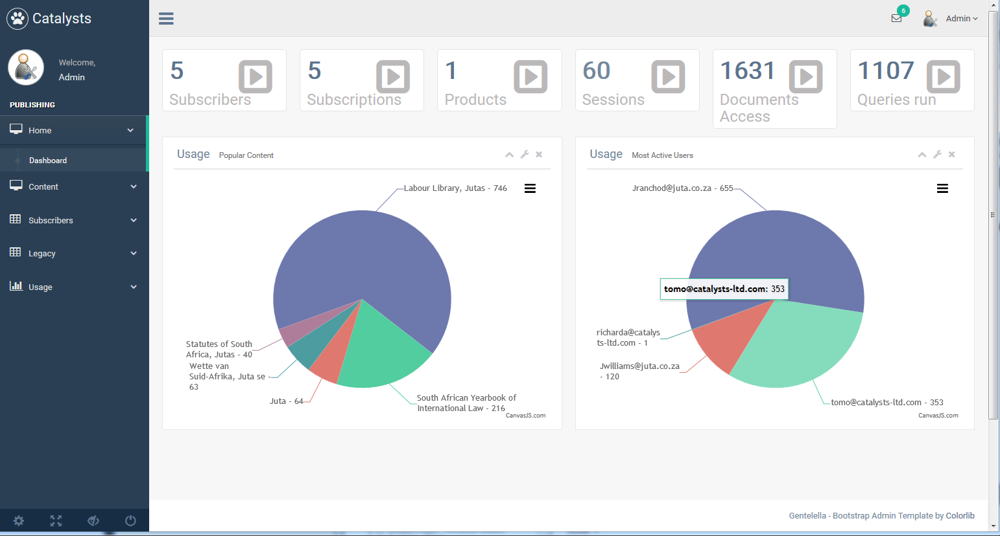 Catalysts
6
Admin
Welcome,
Admin
PUBLISHING
Home
Dashboard
Content
Subscribers
Legacy
Usage
5
Subscribers
5
Subscriptions
1
Products
60
Sessions
1631
Documents
Access
1107
Queries run
Usage Popular Content
Labour Library, Jutas - 746
Statutes of South
Africa, Jutas - 40
Wette van
Suid-Afrika, Juta se -
63
Juta - 64
South African Yearbook of
International Law - 216
CanvasJS.com
Usage Most Active Users
Jranchod@juta.co.za - 655
tomo@catalysts-ltd.com: 353
richarda@catalys
ts-ltd.com - 1
Jwilliams@juta.co.za
- 120
tomo@catalysts-ltd.com - 353
CanvasJS.com
Gentelella - Bootstrap Admin Template by Colorlib